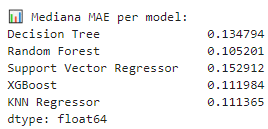 📊 Mediana MAE per model:
Decision Tree 0.134794
Random Forest 0.105201
Support Vector Regressor 0.152912
XGBoost 0.111984
KNN Regressor 0.111365
dtype: float64